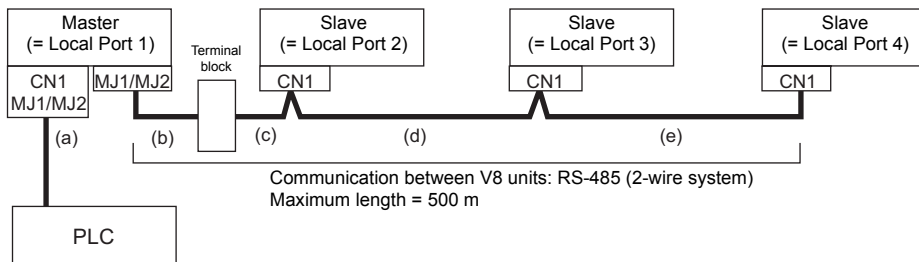 Master
(= Local Port 1)
Terminal
block
Slave
(= Local Port 2)
Slave
(= Local Port 3)
Slave
(= Local Port 4)
CN1
MJ1/MJ2
MJ1/MJ2
CN1
CN1
CN1
(a)
(b)
(c)
(d)
(e)
Communication between V8 units: RS-485 (2-wire system)
Maximum length = 500 m
PLC